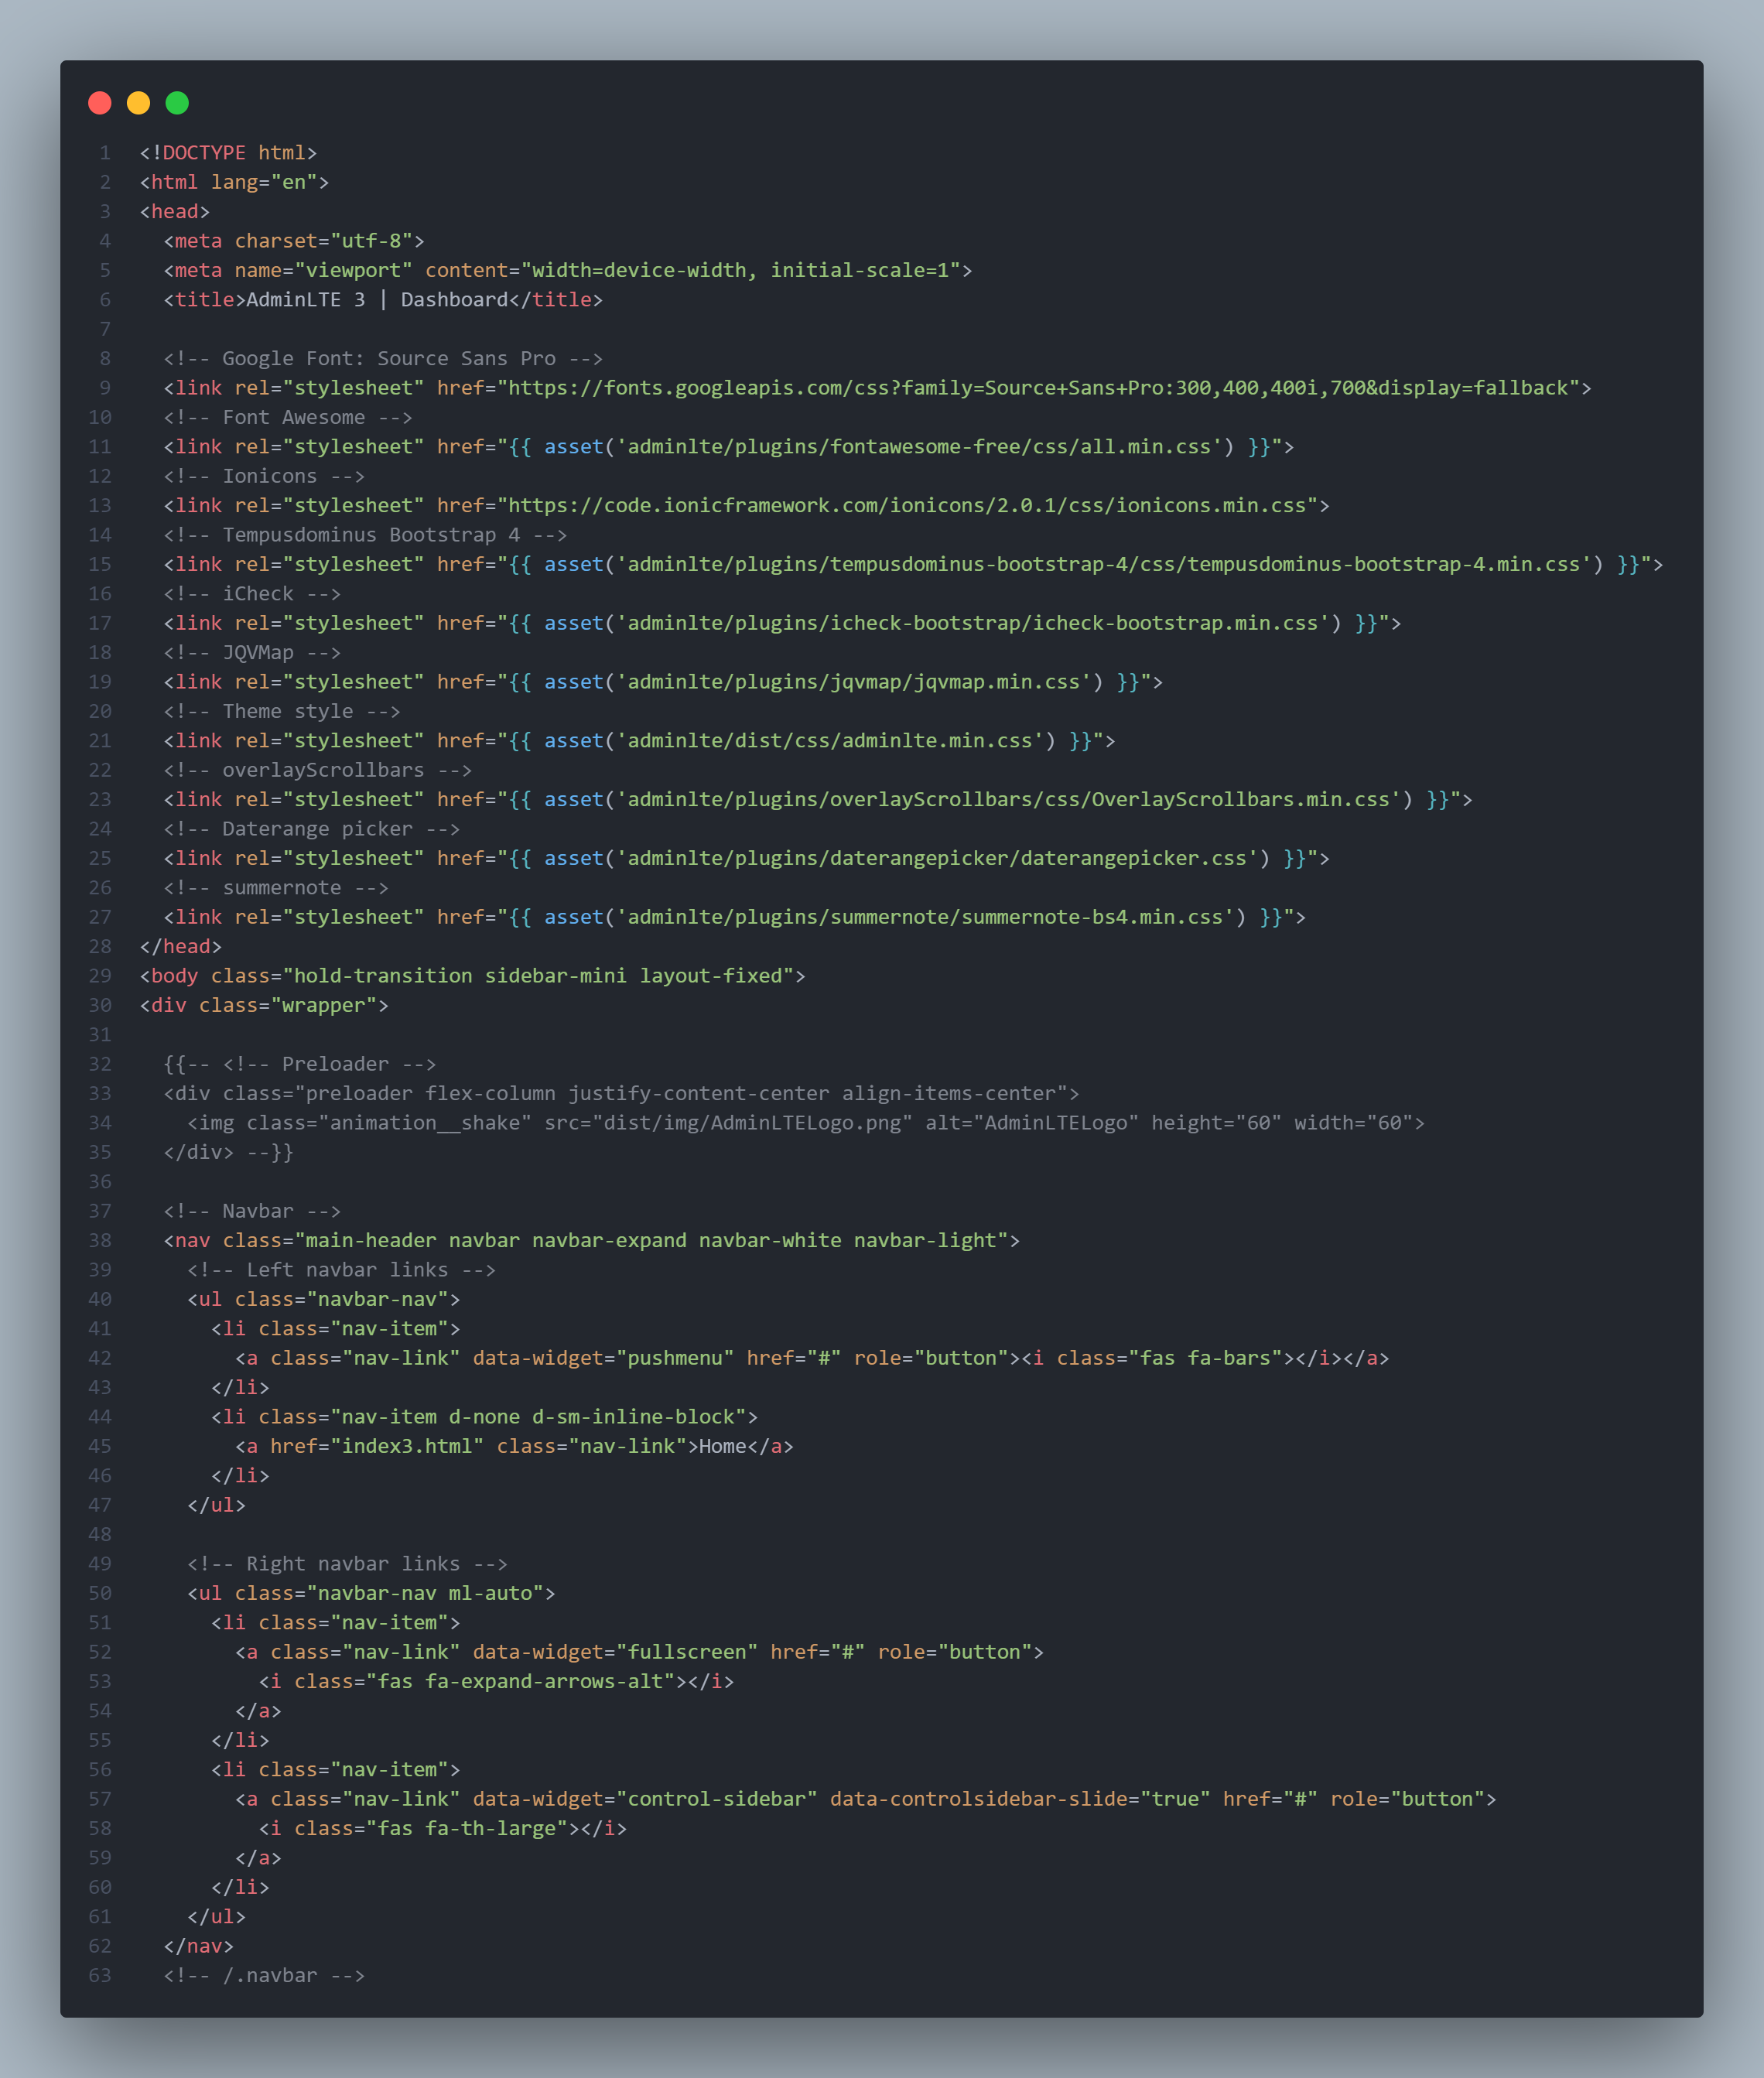 1 <!DOCTYPE html>
2 <html lang="en">
3 <head>
4   <meta charset="utf-8">
5   <meta name="viewport" content="width=device-width, initial-scale=1">
6   <title>AdminLTE 3 | Dashboard</title>
7
8   <!-- Google Font: Source Sans Pro -->
9   <link rel="stylesheet" href="https://fonts.googleapis.com/css?family=Source+Sans+Pro:300,400,400i,700&display=fallback">
10   <!-- Font Awesome -->
11   <link rel="stylesheet" href="{{ asset('adminlte/plugins/fontawesome-free/css/all.min.css') }}">
12   <!-- Ionicons -->
13   <link rel="stylesheet" href="https://code.ionicframework.com/ionicons/2.0.1/css/ionicons.min.css">
14   <!-- Tempusdominus Bootstrap 4 -->
15   <link rel="stylesheet" href="{{ asset('adminlte/plugins/tempusdominus-bootstrap-4/css/tempusdominus-bootstrap-4.min.css') }}">
16   <!-- iCheck -->
17   <link rel="stylesheet" href="{{ asset('adminlte/plugins/icheck-bootstrap/icheck-bootstrap.min.css') }}">
18   <!-- JQVMap -->
19   <link rel="stylesheet" href="{{ asset('adminlte/plugins/jqvmap/jqvmap.min.css') }}">
20   <!-- Theme style -->
21   <link rel="stylesheet" href="{{ asset('adminlte/dist/css/adminlte.min.css') }}">
22   <!-- overlayScrollbars -->
23   <link rel="stylesheet" href="{{ asset('adminlte/plugins/overlayScrollbars/css/OverlayScrollbars.min.css') }}">
24   <!-- Daterange picker -->
25   <link rel="stylesheet" href="{{ asset('adminlte/plugins/daterangepicker/daterangepicker.css') }}">
26   <!-- summernote -->
27   <link rel="stylesheet" href="{{ asset('adminlte/plugins/summernote/summernote-bs4.min.css') }}">
28 </head>
29 <body class="hold-transition sidebar-mini layout-fixed">
30 <div class="wrapper">
31
32   {{-- <!-- Preloader -->
33   <div class="preloader flex-column justify-content-center align-items-center">
34     <img class="animation__shake" src="dist/img/AdminLTELogo.png" alt="AdminLTELogo" height="60" width="60">
35   </div> --}}
36
37   <!-- Navbar -->
38   <nav class="main-header navbar navbar-expand navbar-white navbar-light">
39     <!-- Left navbar links -->
40     <ul class="navbar-nav">
41       <li class="nav-item">
42         <a class="nav-link" data-widget="pushmenu" href="#" role="button"><i class="fas fa-bars"></i></a>
43       </li>
44       <li class="nav-item d-none d-sm-inline-block">
45         <a href="index3.html" class="nav-link">Home</a>
46       </li>
47     </ul>
48
49     <!-- Right navbar links -->
50     <ul class="navbar-nav ml-auto">
51       <li class="nav-item">
52         <a class="nav-link" data-widget="fullscreen" href="#" role="button">
53           <i class="fas fa-expand-arrows-alt"></i>
54         </a>
55       </li>
56       <li class="nav-item">
57         <a class="nav-link" data-widget="control-sidebar" data-controlsidebar-slide="true" href="#" role="button">
58           <i class="fas fa-th-large"></i>
59         </a>
60       </li>
61     </ul>
62   </nav>
63   <!-- /.navbar -->